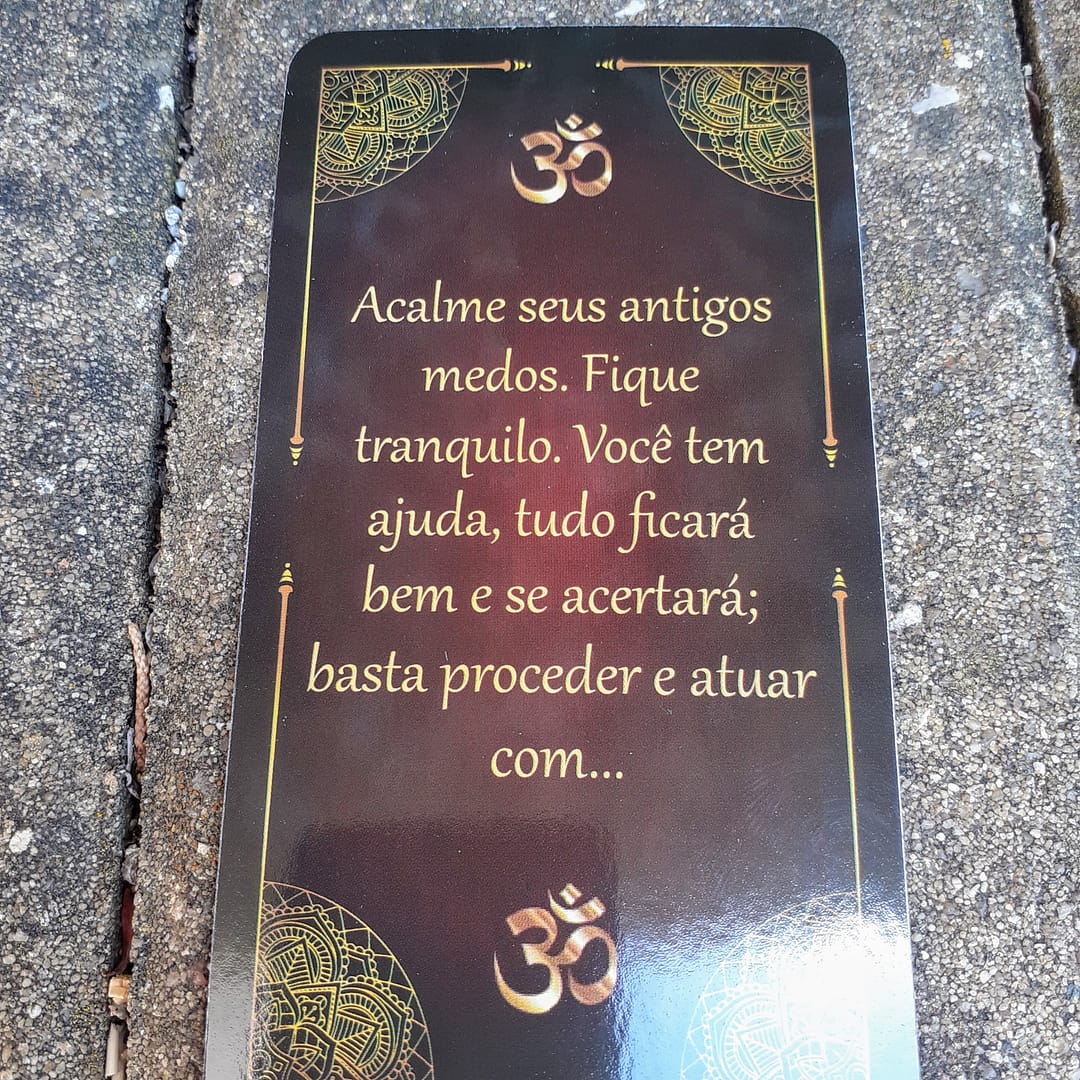 ॐ
Acalme seus antigos
medos. Fique
tranquilo. Você tem
ajuda, tudo ficará
bem e se acertará;
basta proceder e atuar
com...
ॐ